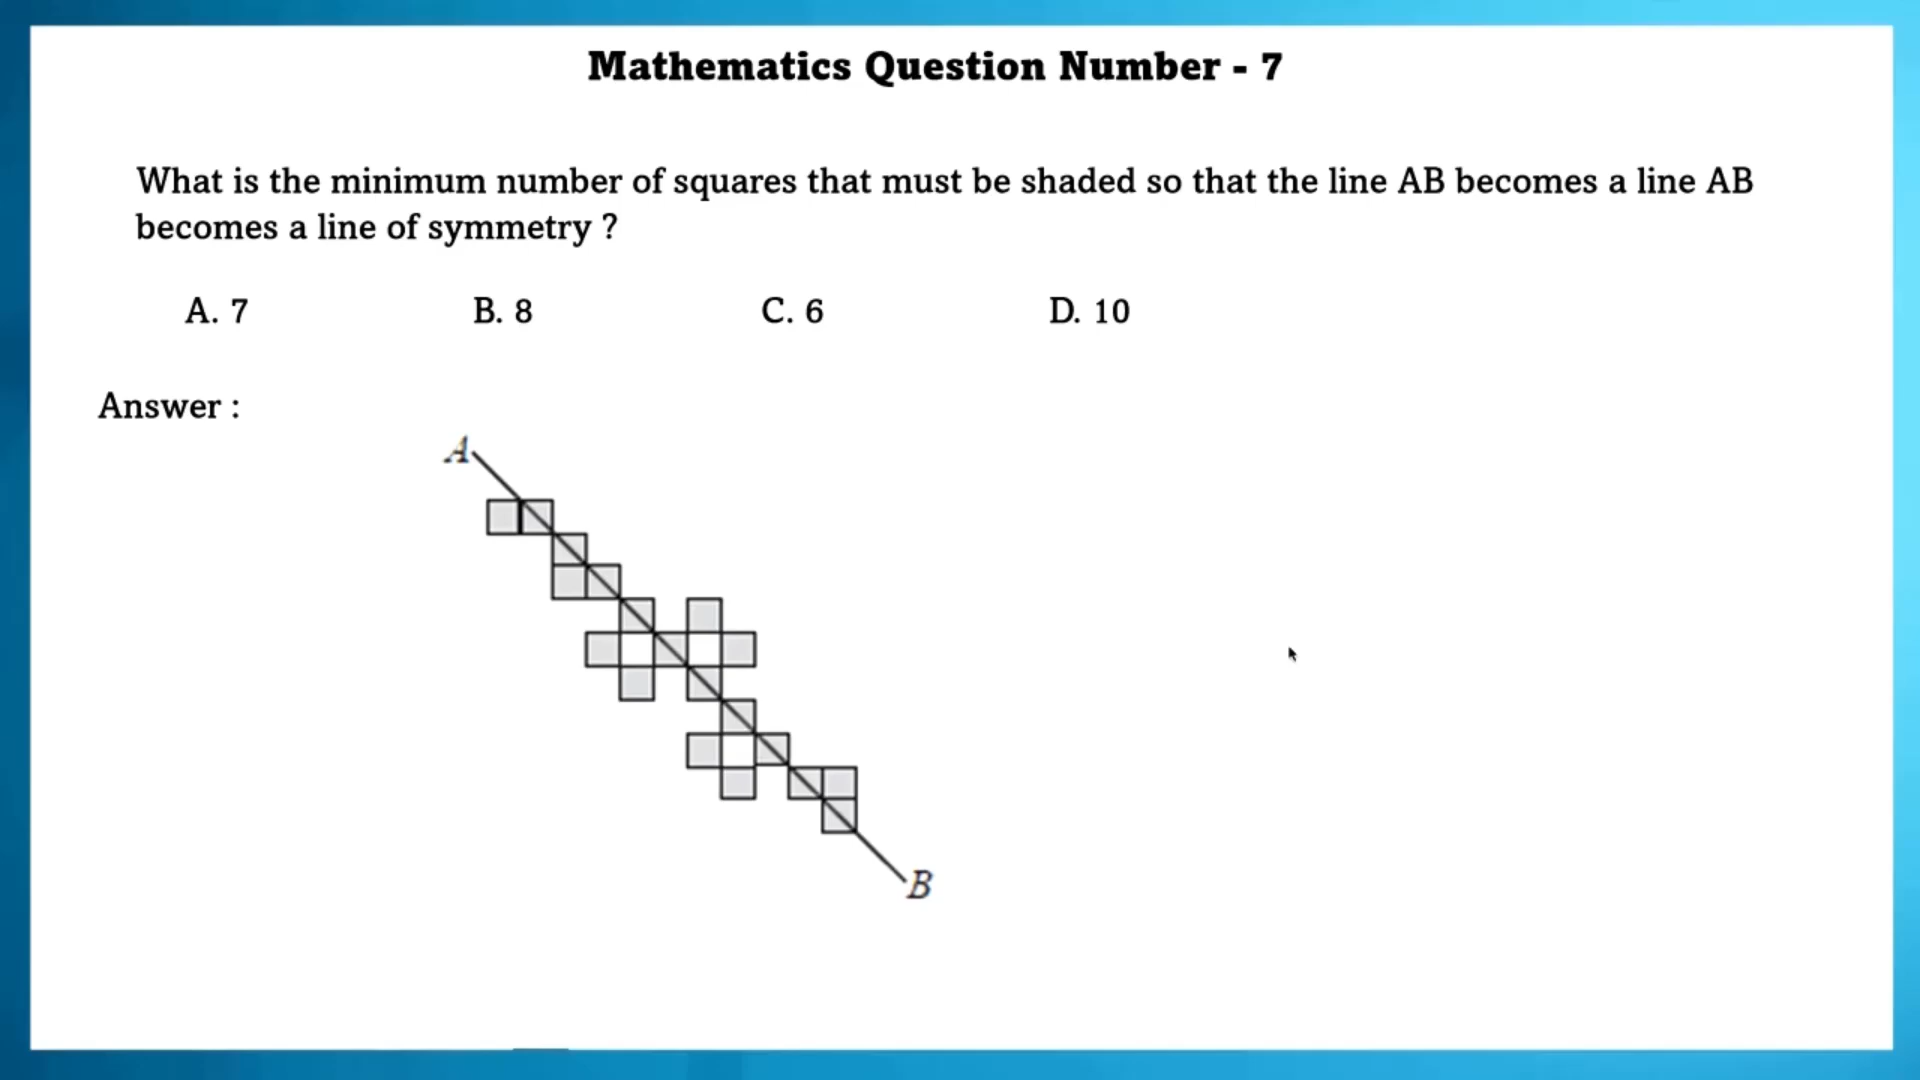 Mathematics Question Number - 7
What is the minimum number of squares that must be shaded so that the line AB becomes a line AB
becomes a line of symmetry ?
A. 7 B. 8 C. 6 D. 10
Answer :
A
B